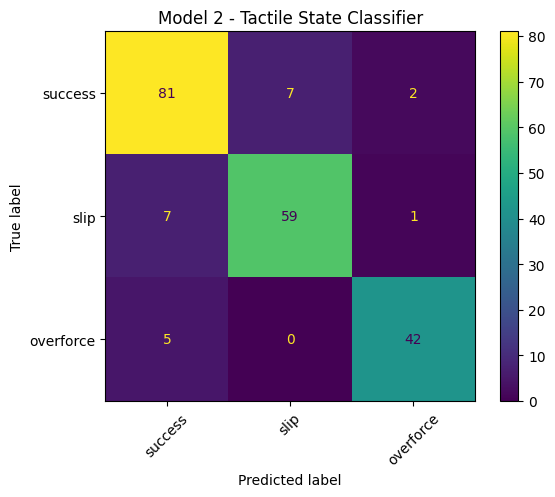 Model 2 - Tactile State Classifier
success 81 7 2
slip 7 59 1
overforce 5 0 42
success slip overforce
Predicted label
True label
80
70
60
50
40
30
20
10
0